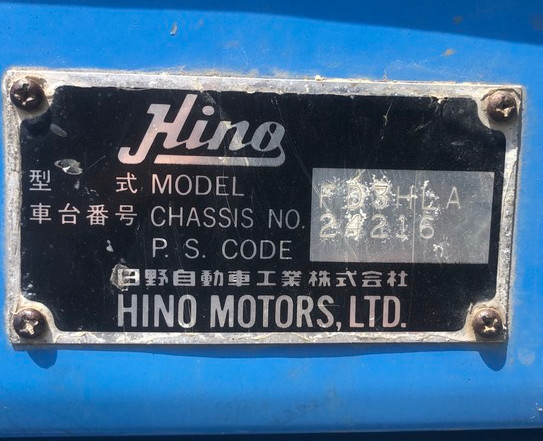 Hino
型 式 MODEL FD3HLA
車台番号 CHASSIS NO.
P. S. CODE
日野自動車工業株式会社
HINO MOTORS, LTD.